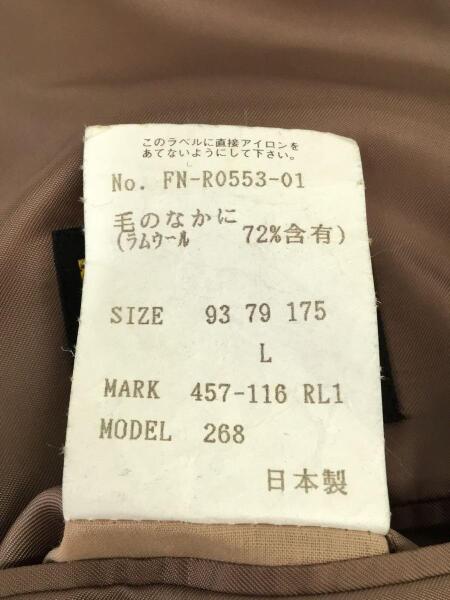 このラベルに直接アイロンを
あてないようにして下さい。
No. FN-R0553-01
毛のなかに
(ラムウール 72%含有)
SIZE 93 79 175
L
MARK 457-116 RL1
MODEL 268
日本製